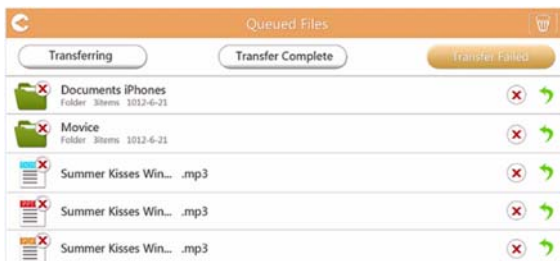 Queued Files
Transferring
Transfer Complete
Transfer Failed
Documents iPhones
Folder 3items 1012-6-21
Movice
Folder 3items 1012-6-21
Summer Kisses Win... .mp3
Summer Kisses Win... .mp3
Summer Kisses Win... .mp3